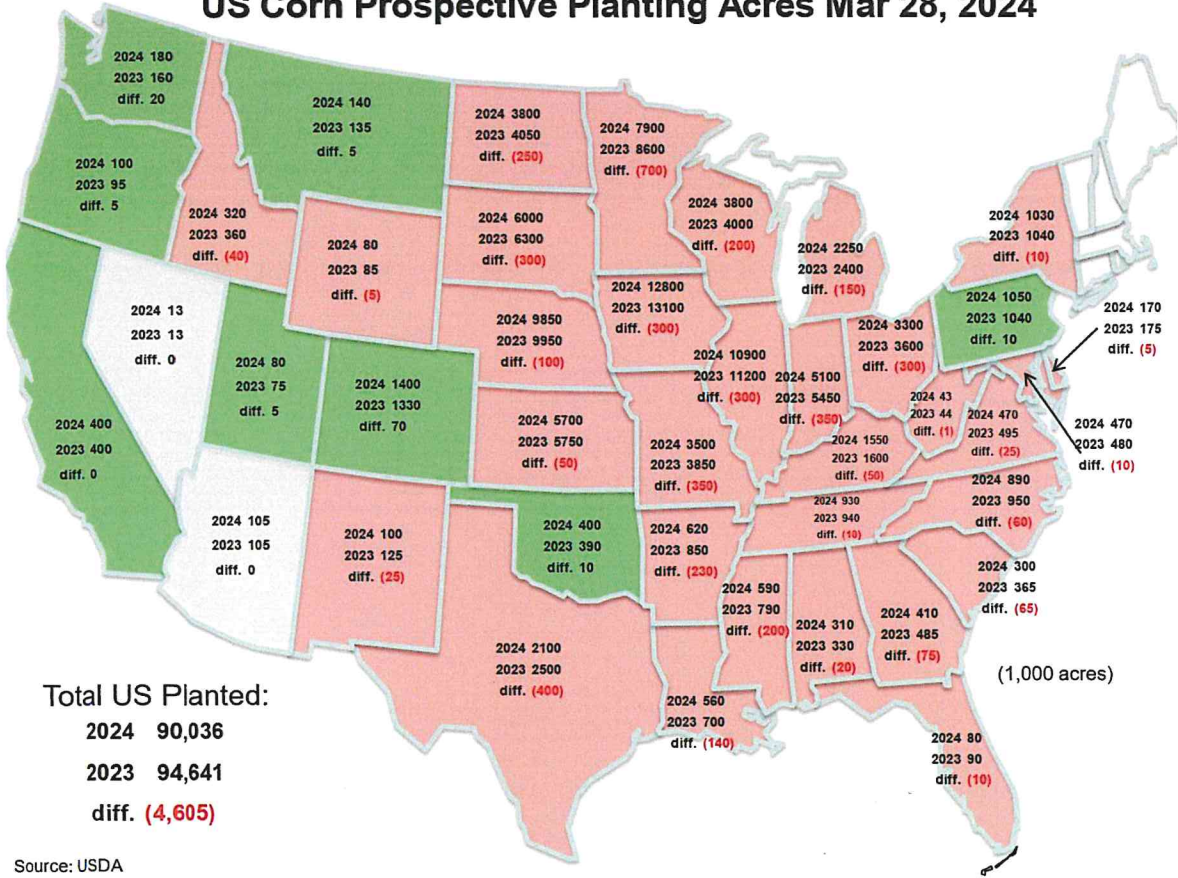 US Corn Prospective Planting Acres Mar 28, 2024
2024 180
2023 160
diff. 20
2024 140
2023 135
diff. 5
2024 3800
2023 4050
diff. (250)
2024 7900
2023 8600
diff. (700)
2024 100
2023 95
diff. 5
2024 320
2023 360
diff. (40)
2024 80
2023 85
diff. (5)
2024 6000
2023 6300
diff. (300)
2024 3800
2023 4000
diff. (200)
2024 2250
2023 2400
diff. (150)
2024 1030
2023 1040
diff. (10)
2024 13
2023 13
diff. 0
2024 80
2023 75
diff. 5
2024 1400
2023 1330
diff. 70
2024 9850
2023 9950
diff. (100)
2024 12800
2023 13100
diff. (300)
2024 10900
2023 11200
diff. (300)
2024 5100
2023 5450
diff. (350)
2024 3300
2023 3600
diff. (300)
2024 1050
2023 1040
diff. 10
2024 170
2023 175
diff. (5)
2024 400
2023 400
diff. 0
2024 5700
2023 5750
diff. (50)
2024 3500
2023 3850
diff. (350)
2024 1550
2023 1600
diff. (50)
2024 43
2023 44
diff. (1)
2024 470
2023 495
diff. (25)
2024 470
2023 480
diff. (10)
2024 105
2023 105
diff. 0
2024 100
2023 125
diff. (25)
2024 400
2023 390
diff. 10
2024 620
2023 850
diff. (230)
2024 930
2023 940
diff. (10)
2024 890
2023 950
diff. (60)
2024 300
2023 365
diff. (65)
2024 2100
2023 2500
diff. (400)
2024 560
2023 700
diff. (140)
2024 590
2023 790
diff. (200)
2024 310
2023 330
diff. (20)
2024 410
2023 485
diff. (75)
2024 80
2023 90
diff. (10)
(1,000 acres)
Total US Planted:
2024 90,036
2023 94,641
diff. (4,605)
Source: USDA